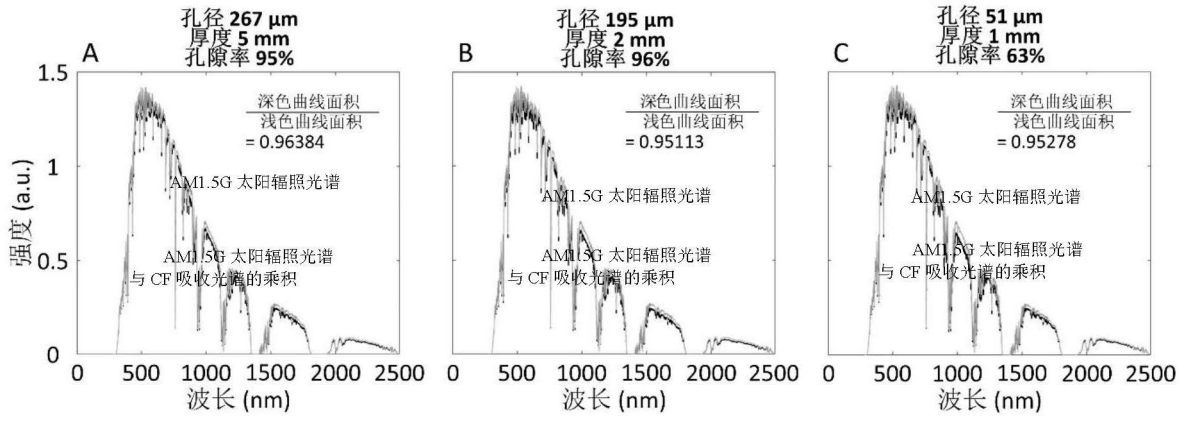 孔径 267 µm
厚度 5 mm
孔隙率 95%
A
1.5
1
0.5
0
强度 (a.u.)
深色曲线面积
浅色曲线面积
= 0.96384
AM1.5G 太阳辐照光谱
AM1.5G 太阳辐照光谱
与 CF 吸收光谱的乘积
0 500 1000 1500 2000 2500
波长 (nm)
孔径 195 µm
厚度 2 mm
孔隙率 96%
B
深色曲线面积
浅色曲线面积
= 0.95113
AM1.5G 太阳辐照光谱
AM1.5G 太阳辐照光谱
与 CF 吸收光谱的乘积
0 500 1000 1500 2000 2500
波长 (nm)
孔径 51 µm
厚度 1 mm
孔隙率 63%
C
深色曲线面积
浅色曲线面积
= 0.95278
AM1.5G 太阳辐照光谱
AM1.5G 太阳辐照光谱
与 CF 吸收光谱的乘积
0 500 1000 1500 2000 2500
波长 (nm)